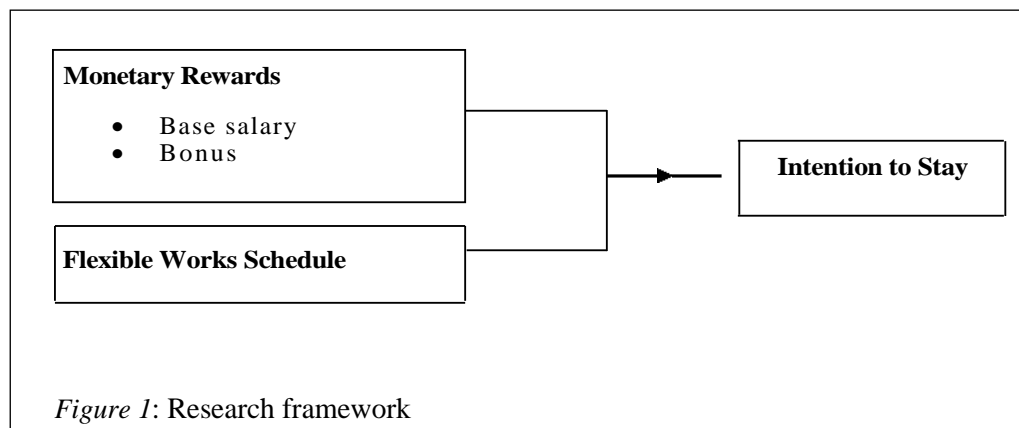 Monetary Rewards
• Base salary
• Bonus
Intention to Stay
Flexible Works Schedule
Figure 1: Research framework